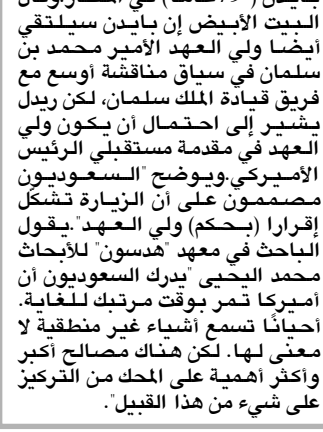 البيت الأبيض إن بايدن سيلتقي
أيضا ولي العهد الأمير محمد بن
سلمان في سياق مناقشة أوسع مع
فريق قيادة الملك سلمان، لكن ريدل
يشير إلى احتمال أن يكون ولي
العهد في مقدمة مستقبلي الرئيس
الأميركي.ويوضح "السعوديون
مصممون على أن الزيارة تشكّل
إقرارا (بحكم) ولي العهد".يقول
الباحث في معهد "هدسون" للأبحاث
محمد اليحيى "يدرك السعوديون أن
أميركا تمر بوقت مرتبك للغاية.
أحيانًا تسمع أشياء غير منطقية لا
معنى لها. لكن هناك مصالح أكبر
وأكثر أهمية على المحك من التركيز
على شيء من هذا القبيل".